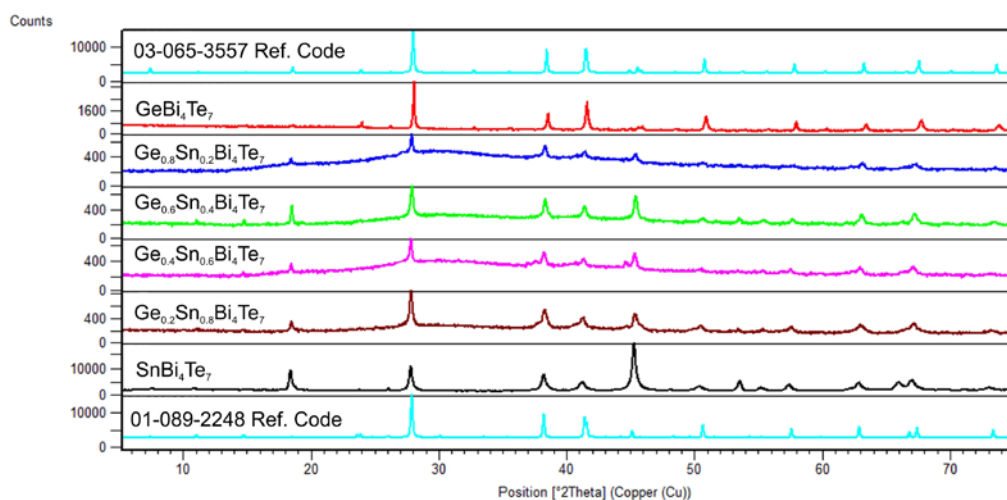 Counts
10000
0
03-065-3557 Ref. Code
1600
0
GeBi₄Te₇
400
0
Ge₀.₈Sn₀.₂Bi₄Te₇
400
0
Ge₀.₆Sn₀.₄Bi₄Te₇
400
0
Ge₀.₄Sn₀.₆Bi₄Te₇
400
0
Ge₀.₂Sn₀.₈Bi₄Te₇
10000
0
SnBi₄Te₇
10000
0
01-089-2248 Ref. Code
10 20 30 40 50 60 70
Position [°2Theta] (Copper (Cu))